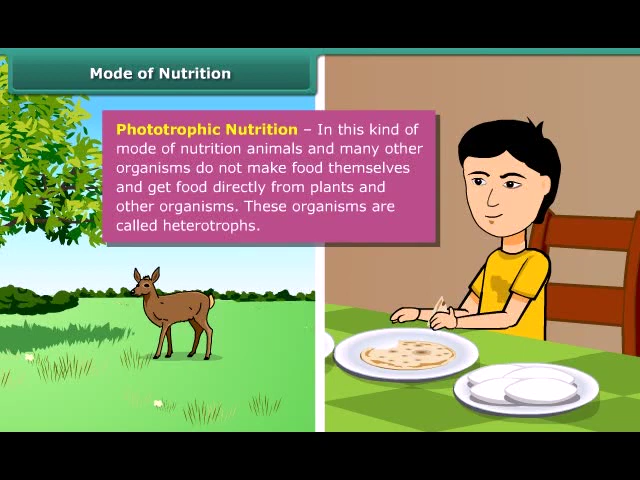 Mode of Nutrition
Phototrophic Nutrition – In this kind of
mode of nutrition animals and many other
organisms do not make food themselves
and get food directly from plants and
other organisms. These organisms are
called heterotrophs.